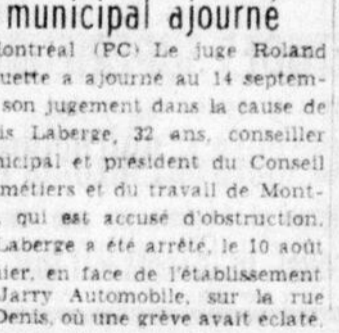 municipal ajourné
Montréal (PC) Le juge Roland
uette a ajourné au 14 septem-
son jugement dans la cause de
is Laberge, 32 ans, conseiller
nicipal et président du Conseil
métiers et du travail de Mont-
, qui est accusé d'obstruction.
Laberge a été arrêté, le 10 août
nier, en face de l'établissement
Jarry Automobile, sur la rue
Denis, où une grève avait éclaté.